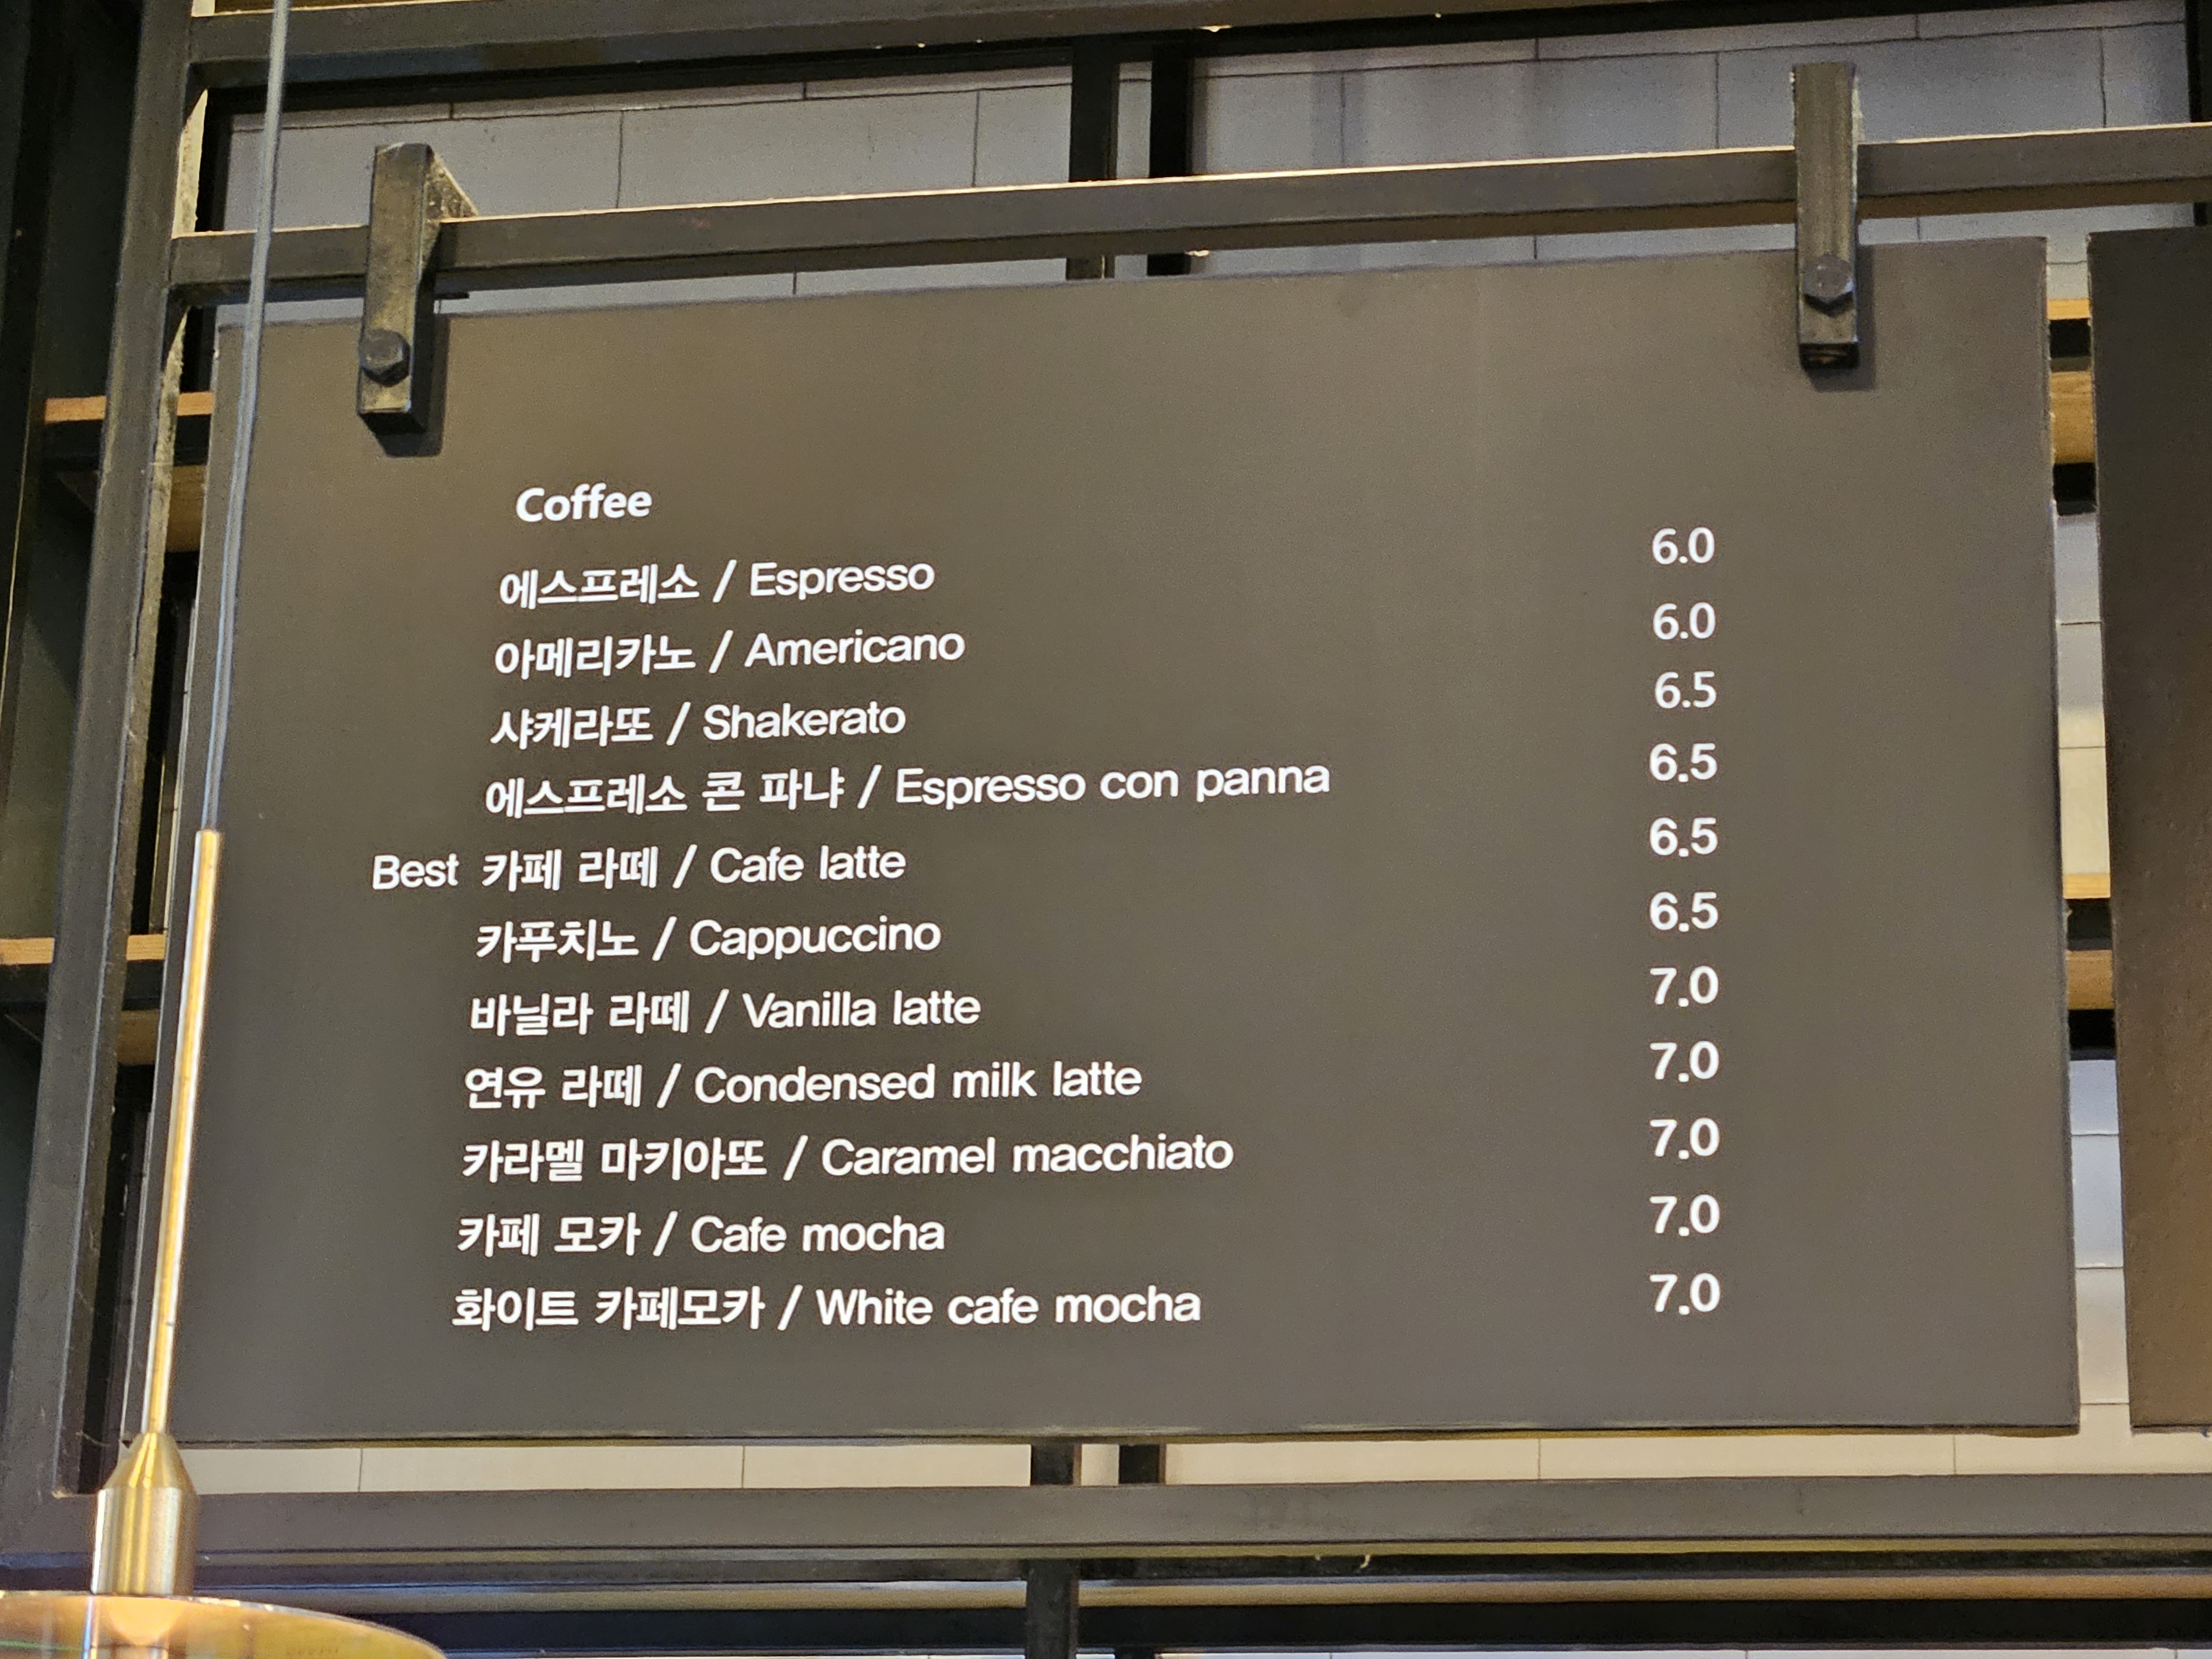 Coffee
에스프레소 / Espresso 6.0
아메리카노 / Americano 6.0
샤케라또 / Shakerato 6.5
에스프레소 콘 파냐 / Espresso con panna 6.5
Best 카페 라떼 / Cafe latte 6.5
카푸치노 / Cappuccino 6.5
바닐라 라떼 / Vanilla latte 7.0
연유 라떼 / Condensed milk latte 7.0
카라멜 마키아또 / Caramel macchiato 7.0
카페 모카 / Cafe mocha 7.0
화이트 카페모카 / White cafe mocha 7.0